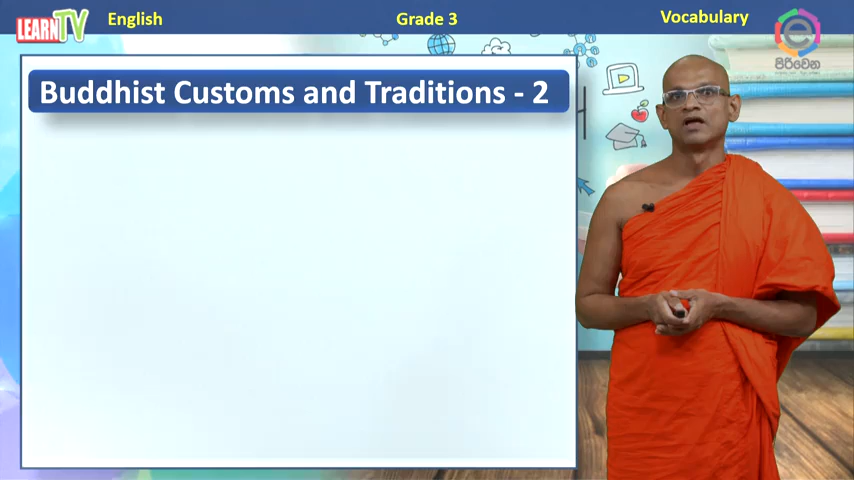 LEARN TV
English
Grade 3
Vocabulary
පිරිවෙන
Buddhist Customs and Traditions - 2